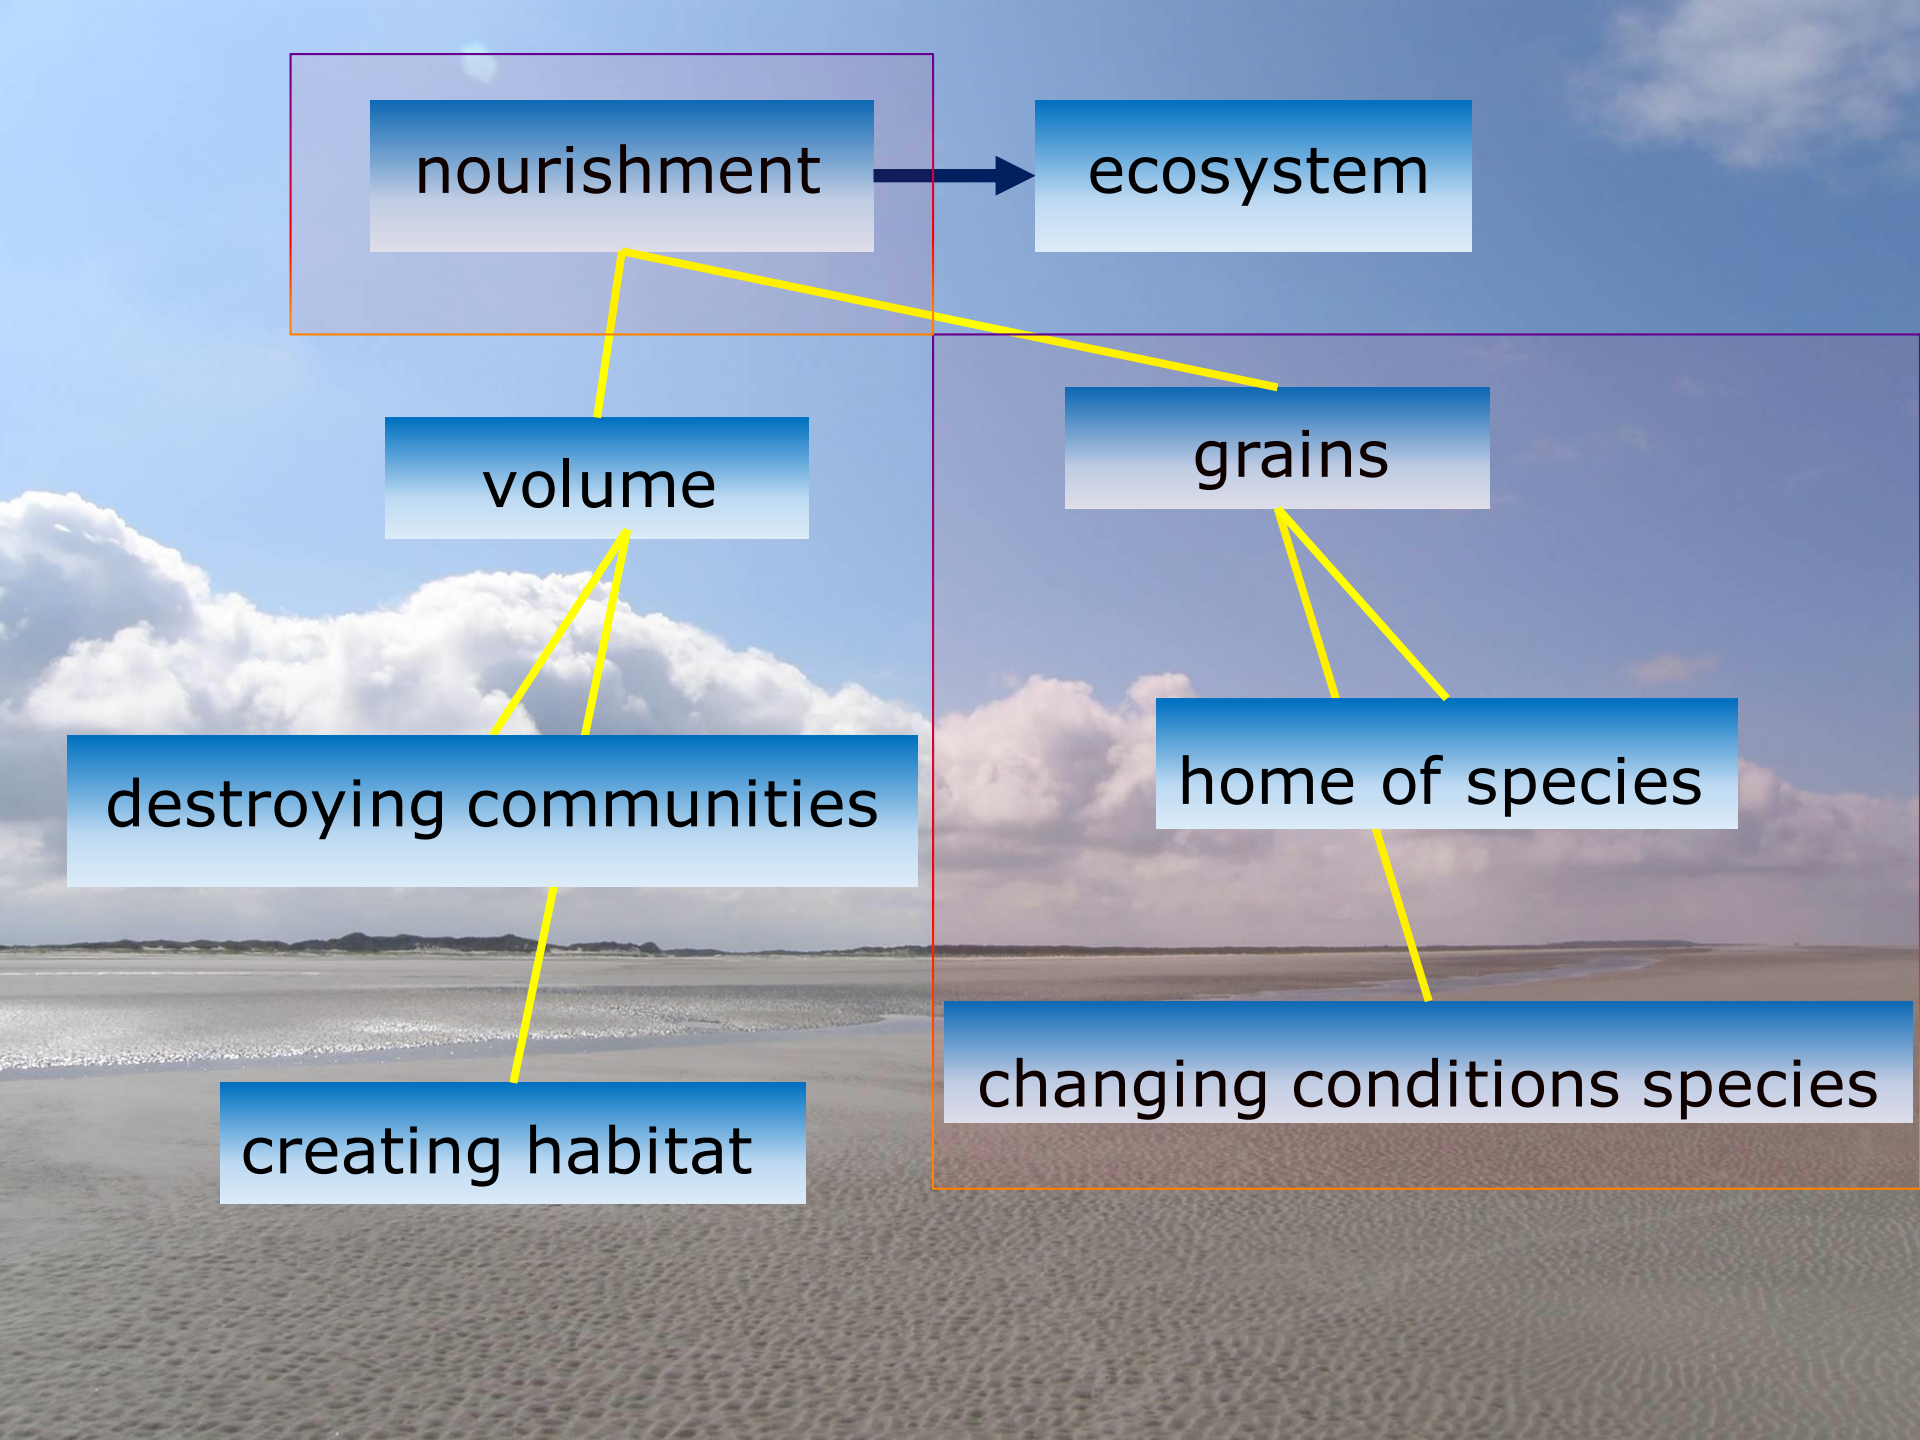 nourishment
ecosystem
volume
grains
destroying communities
home of species
changing conditions species
creating habitat